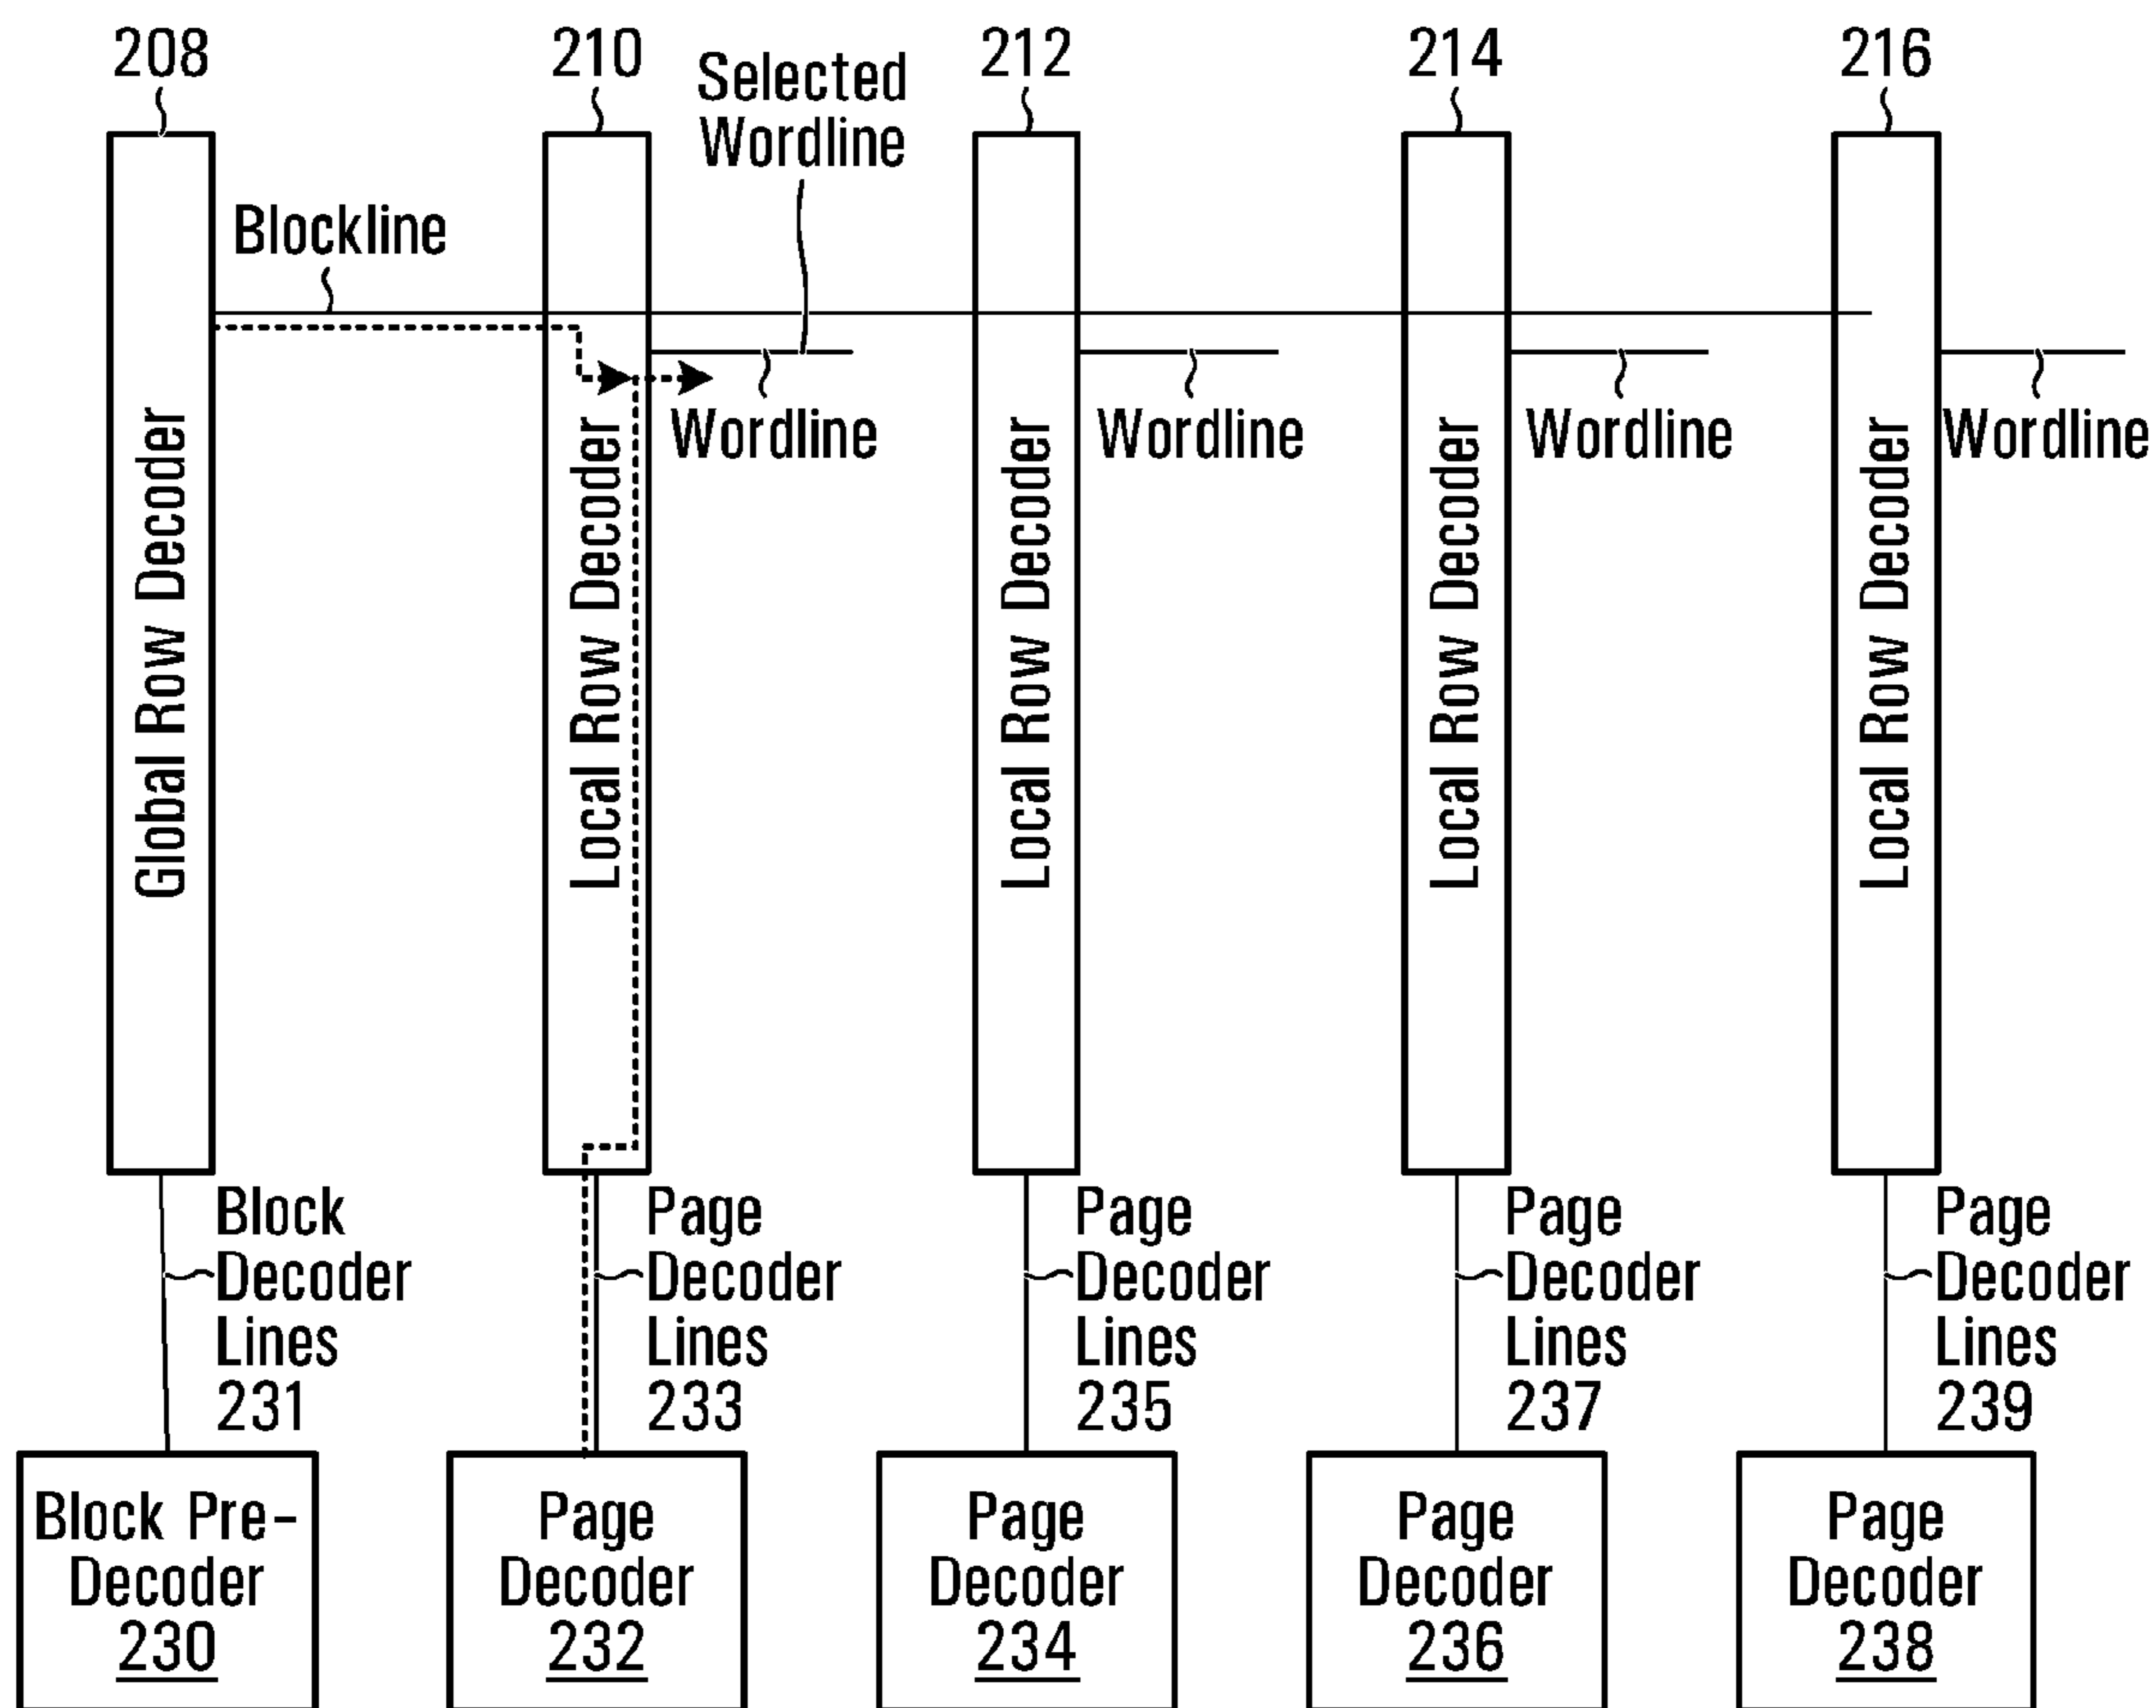 208
210
212
214
216
Selected
Wordline
Blockline
Wordline
Wordline
Wordline
Wordline
Global Row Decoder
Local Row Decoder
Local Row Decoder
Local Row Decoder
Local Row Decoder
Block
Decoder
Lines
231
Page
Decoder
Lines
233
Page
Decoder
Lines
235
Page
Decoder
Lines
237
Page
Decoder
Lines
239
Block Pre-
Decoder
230
Page
Decoder
232
Page
Decoder
234
Page
Decoder
236
Page
Decoder
238